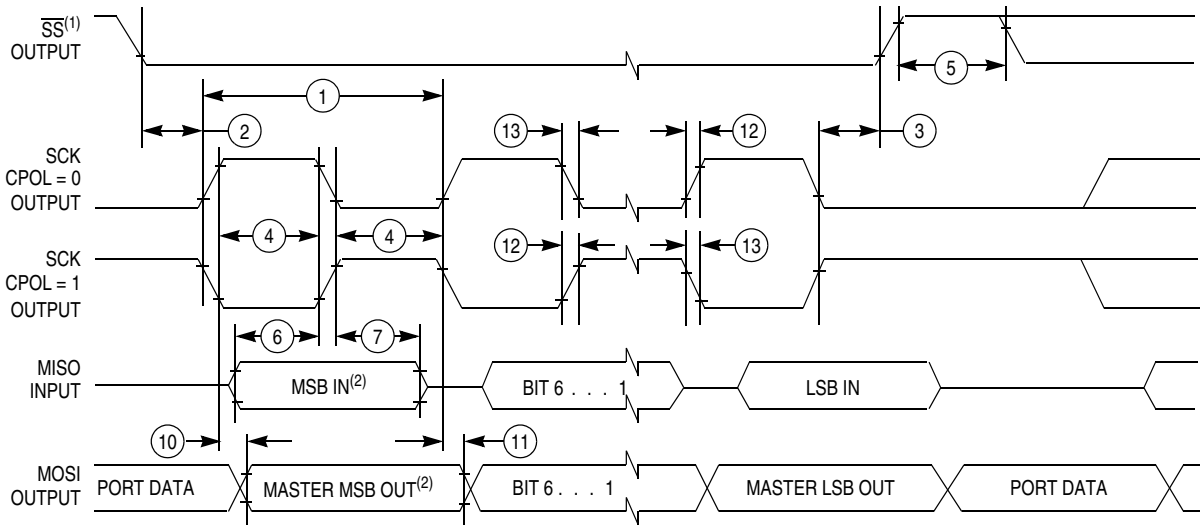 SS(1)
OUTPUT
5
1
2
13
12
3
SCK
CPOL = 0
OUTPUT
4
4
12
13
SCK
CPOL = 1
OUTPUT
6
7
MISO
INPUT
MSB IN(2)
BIT 6 . . . 1
LSB IN
10
11
MOSI
OUTPUT
PORT DATA
MASTER MSB OUT(2)
BIT 6 . . . 1
MASTER LSB OUT
PORT DATA